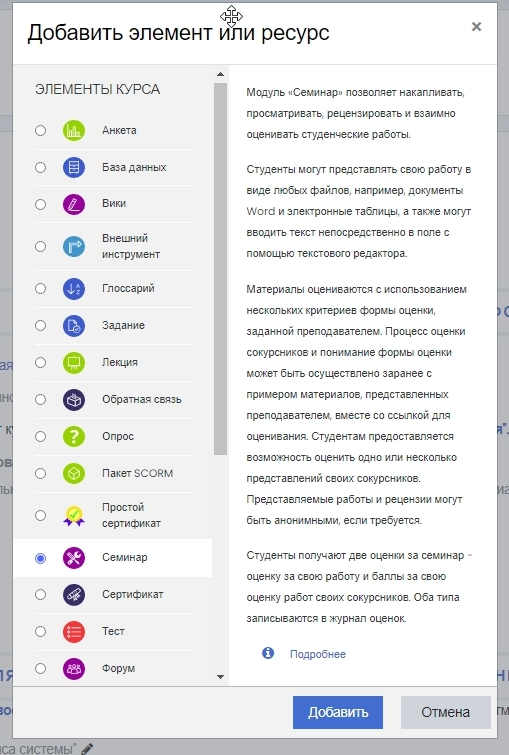 Добавить элемент или ресурс
×
ЭЛЕМЕНТЫ КУРСА
Анкета
База данных
Вики
Внешний
инструмент
Глоссарий
Задание
Лекция
Обратная связь
Опрос
Пакет SCORM
Простой
сертификат
Семинар
Сертификат
Тест
Форум
Модуль «Семинар» позволяет накапливать,
просматривать, рецензировать и взаимно
оценивать студенческие работы.
Студенты могут представлять свою работу в
виде любых файлов, например, документы
Word и электронные таблицы, а также могут
вводить текст непосредственно в поле с
помощью текстового редактора.
Материалы оцениваются с использованием
нескольких критериев формы оценки,
заданной преподавателем. Процесс оценки
сокурсников и понимание формы оценки
может быть осуществлено заранее с
примером материалов, представленных
преподавателем, вместе со ссылкой для
оценивания. Студентам предоставляется
возможность оценить одно или несколько
представлений своих сокурсников.
Представляемые работы и рецензии могут
быть анонимными, если требуется.
Студенты получают две оценки за семинар -
оценку за свою работу и баллы за свою
оценку работ своих сокурсников. Оба типа
записываются в журнал оценок.
Подробнее
Добавить
Отмена
са системы"